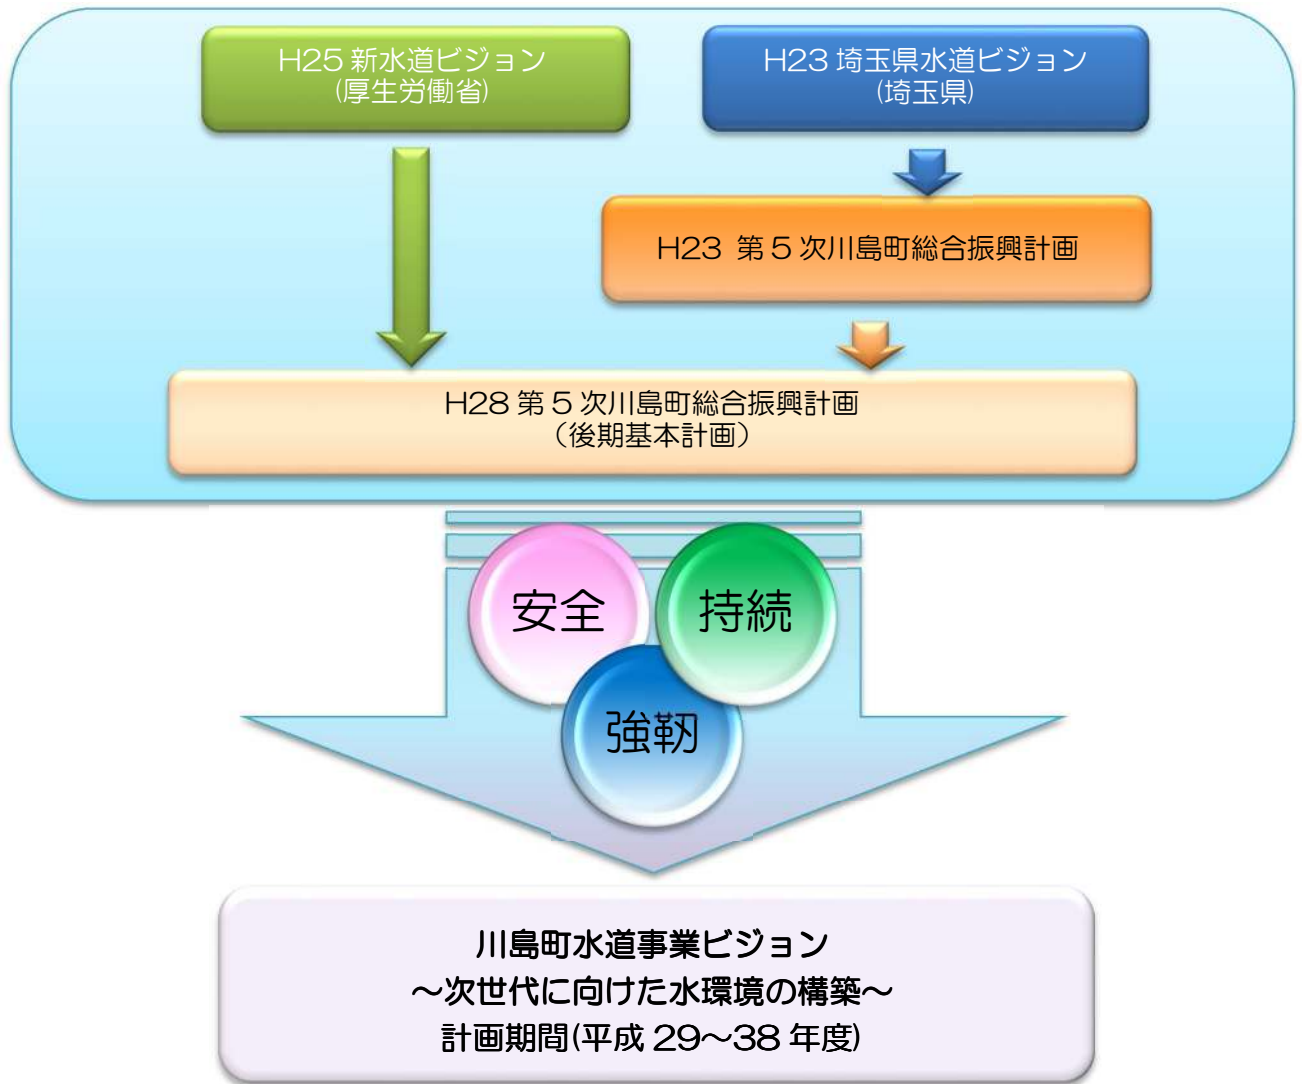 H25 新水道ビジョン
(厚生労働省)
H23 埼玉県水道ビジョン
(埼玉県)
H23 第5次川島町総合振興計画
H28 第5次川島町総合振興計画
（後期基本計画）
安全
持続
強靭
川島町水道事業ビジョン
～次世代に向けた水環境の構築～
計画期間(平成 29～38 年度)